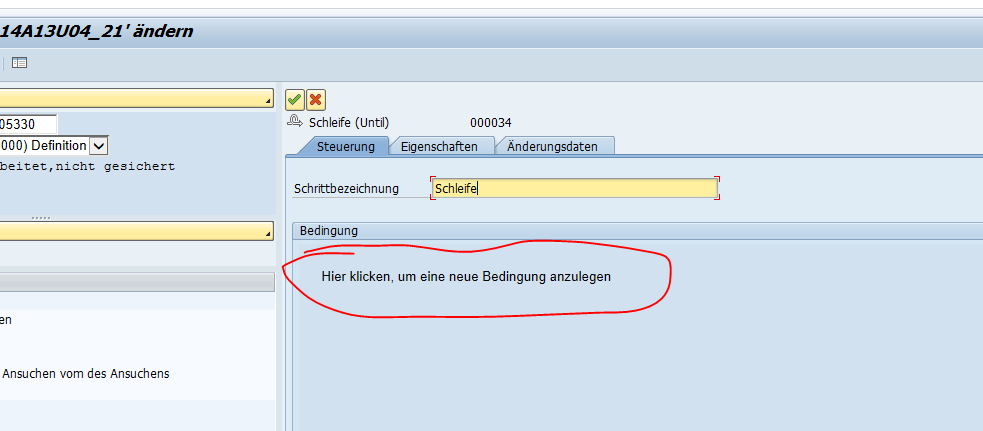 14A13U04_21' ändern
05330
000) Definition
beitet,nicht gesichert
en
Ansuchen vom des Ansuchens
Schleife (Until) 000034
Steuerung Eigenschaften Änderungsdaten
Schrittbezeichnung Schleife
Bedingung
Hier klicken, um eine neue Bedingung anzulegen